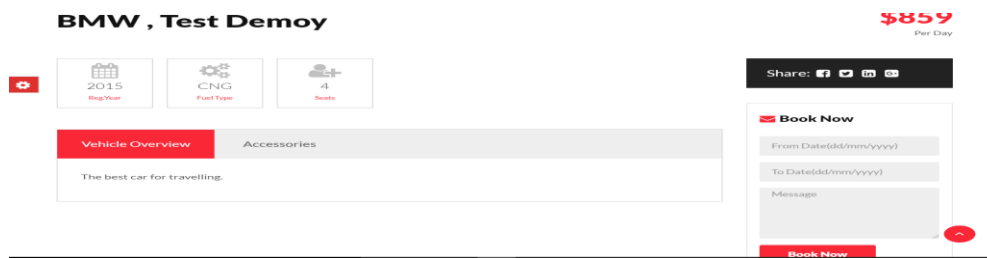 BMW , Test Demoy
$859
Per Day
2015
Reg.Year
CNG
Fuel Type
4
Seats
Share:
Book Now
Vehicle Overview
Accessories
The best car for travelling.
From Date(dd/mm/yyyy)
To Date(dd/mm/yyyy)
Message
Book Now